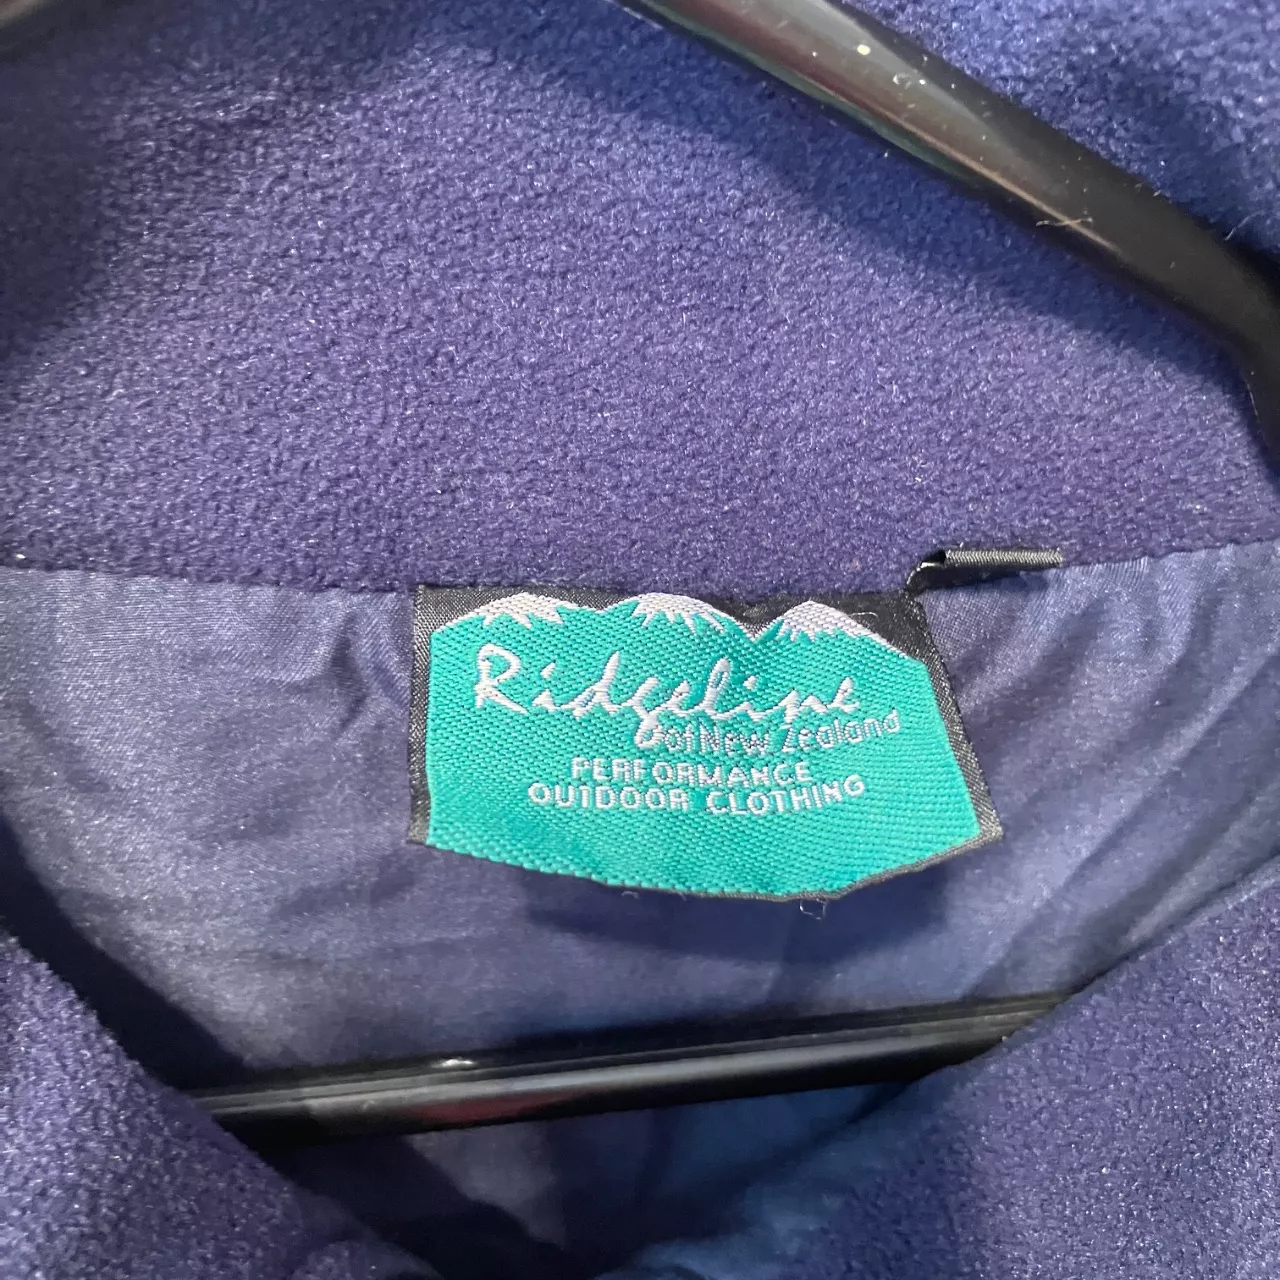 Ridgeline
of New Zealand
PERFORMANCE
OUTDOOR CLOTHING